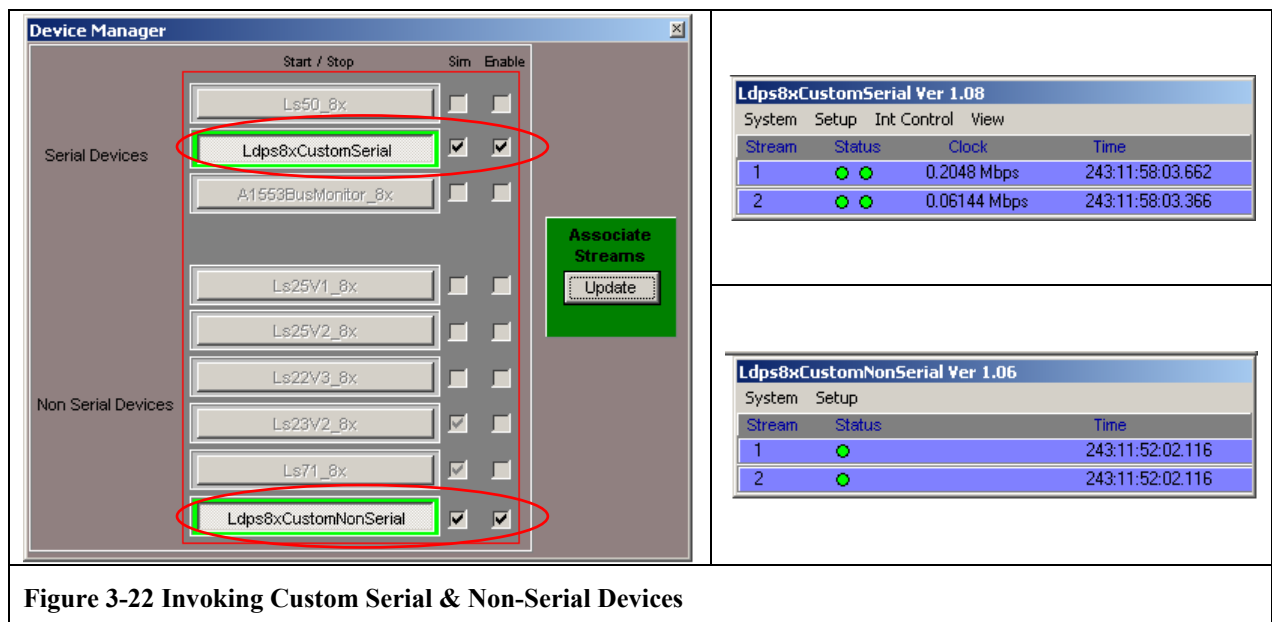 Device Manager
Start / Stop Sim Enable
Serial Devices
Ls50_8x
Ldps8xCustomSerial
A1553BusMonitor_8x
Non Serial Devices
Ls25V1_8x
Ls25V2_8x
Ls22V3_8x
Ls23V2_8x
Ls71_8x
Ldps8xCustomNonSerial
Associate
Streams
Update
Ldps8xCustomSerial Ver 1.08
System Setup Int Control View
Stream Status Clock Time
1 0.2048 Mbps 243:11:58:03.662
2 0.06144 Mbps 243:11:58:03.366
Ldps8xCustomNonSerial Ver 1.06
System Setup
Stream Status Time
1 243:11:52:02.116
2 243:11:52:02.116
Figure 3-22 Invoking Custom Serial & Non-Serial Devices